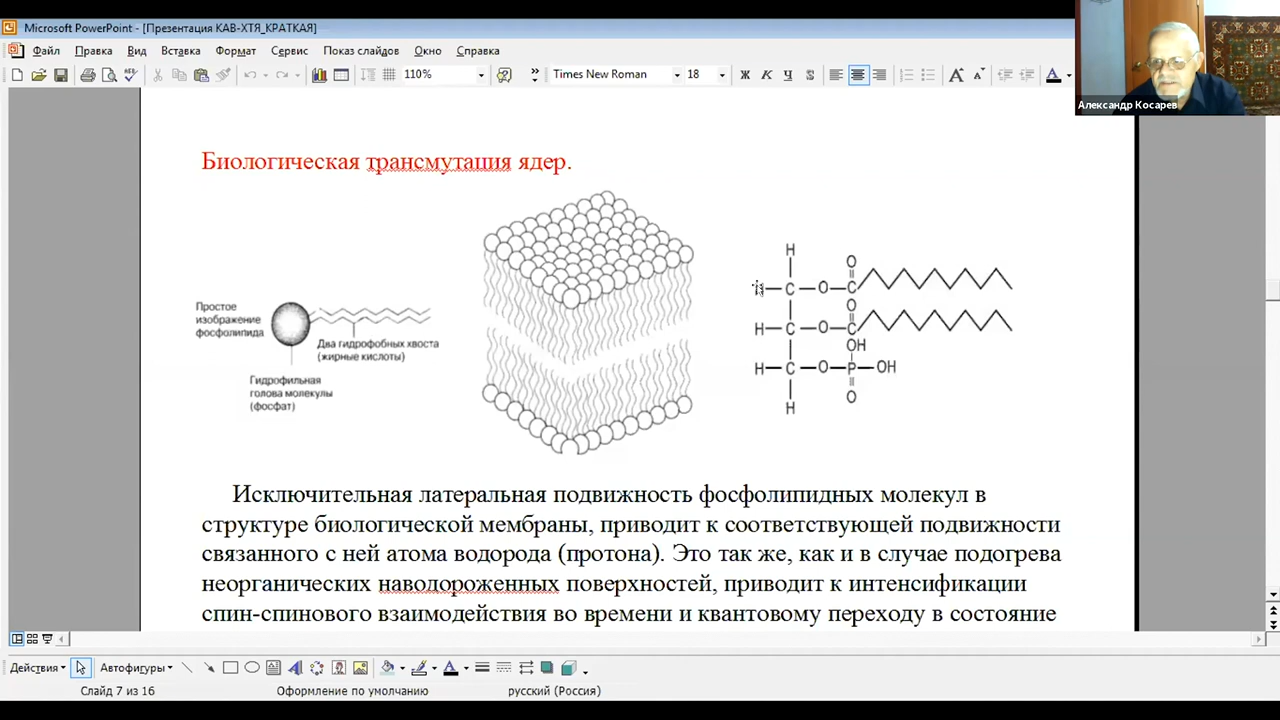 Microsoft PowerPoint - [Презентация КАВ-ХТЯ_КРАТКАЯ]
Файл Правка Вид Вставка Формат Сервис Показ слайдов Окно Справка
110% Times New Roman 18 Ж К Ч S
Александр Косарев
Биологическая трансмутация ядер.
Простое
изображение
фосфолипида
Два гидрофобных хвоста
(жирные кислоты)
Гидрофильная
голова молекулы
(фосфат)
H
O
C O C
O
H C O C
OH
H C O P OH
H O
Исключительная латеральная подвижность фосфолипидных молекул в
структуре биологической мембраны, приводит к соответствующей подвижности
связанного с ней атома водорода (протона). Это так же, как и в случае подогрева
неорганических наводороженных поверхностей, приводит к интенсификации
спин-спинового взаимодействия во времени и квантовому переходу в состояние
Действия Автофигуры
Слайд 7 из 16 Оформление по умолчанию русский (Россия)